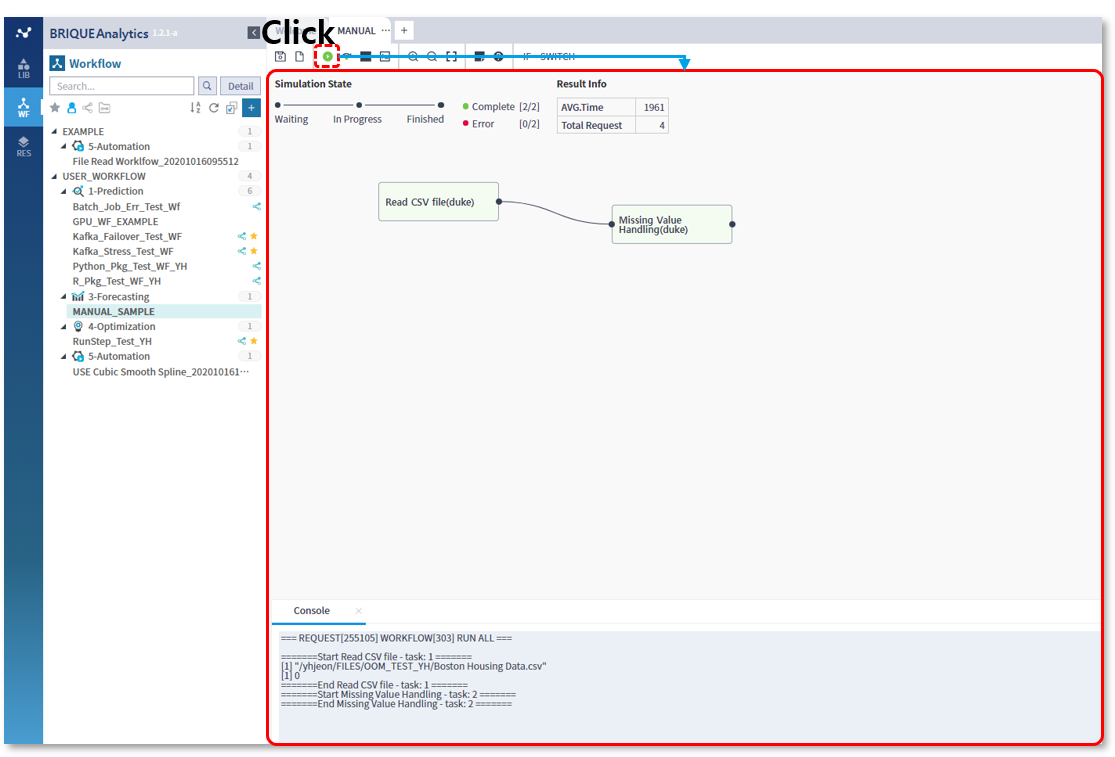 BRIQUEAnalytics 1.2.1-a
LIB
WF
RES
Workflow
Search...
Detail
EXAMPLE 1
5-Automation 1
File Read Worklfow_20201016095512
USER_WORKFLOW 4
1-Prediction 6
Batch_Job_Err_Test_Wf
GPU_WF_EXAMPLE
Kafka_Failover_Test_WF
Kafka_Stress_Test_WF
Python_Pkg_Test_WF_YH
R_Pkg_Test_WF_YH
3-Forecasting 1
MANUAL_SAMPLE
4-Optimization 1
RunStep_Test_YH
5-Automation 1
USE Cubic Smooth Spline_202010161···
Click
MANUAL ··· +
IF SWITCH
Simulation State
Waiting
In Progress
Finished
Complete [2/2]
Error [0/2]
Result Info
AVG.Time 1961
Total Request 4
Read CSV file(duke)
Missing Value
Handling(duke)
Console
=== REQUEST[255105] WORKFLOW[303] RUN ALL ===
=======Start Read CSV file - task: 1 =======
[1] "/yhjeon/FILES/OOM_TEST_YH/Boston Housing Data.csv"
[1] 0
=======End Read CSV file - task: 1 =======
=======Start Missing Value Handling - task: 2 =======
=======End Missing Value Handling - task: 2 =======